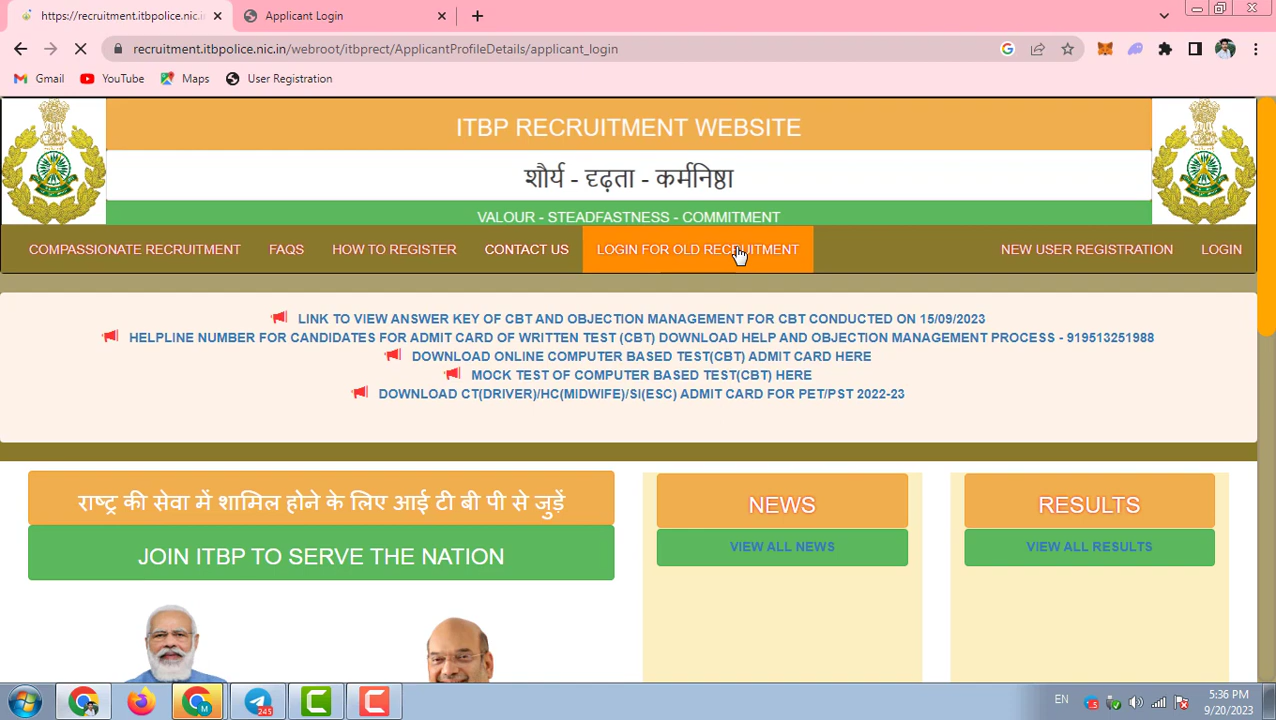 https://recruitment.itbpolice.nic.in
Applicant Login
recruitment.itbpolice.nic.in/webroot/itbprect/ApplicantProfileDetails/applicant_login
Gmail YouTube Maps User Registration
ITBP RECRUITMENT WEBSITE
शौर्य - दृढ़ता - कर्मनिष्ठा
VALOUR - STEADFASTNESS - COMMITMENT
COMPASSIONATE RECRUITMENT FAQS HOW TO REGISTER CONTACT US LOGIN FOR OLD RECRUITMENT NEW USER REGISTRATION LOGIN
LINK TO VIEW ANSWER KEY OF CBT AND OBJECTION MANAGEMENT FOR CBT CONDUCTED ON 15/09/2023
HELPLINE NUMBER FOR CANDIDATES FOR ADMIT CARD OF WRITTEN TEST (CBT) DOWNLOAD HELP AND OBJECTION MANAGEMENT PROCESS - 919513251988
DOWNLOAD ONLINE COMPUTER BASED TEST(CBT) ADMIT CARD HERE
MOCK TEST OF COMPUTER BASED TEST(CBT) HERE
DOWNLOAD CT(DRIVER)/HC(MIDWIFE)/SI(ESC) ADMIT CARD FOR PET/PST 2022-23
राष्ट्र की सेवा में शामिल होने के लिए आई टी बी पी से जुड़ें
JOIN ITBP TO SERVE THE NATION
NEWS
VIEW ALL NEWS
RESULTS
VIEW ALL RESULTS
245
EN
5:36 PM
9/20/2023